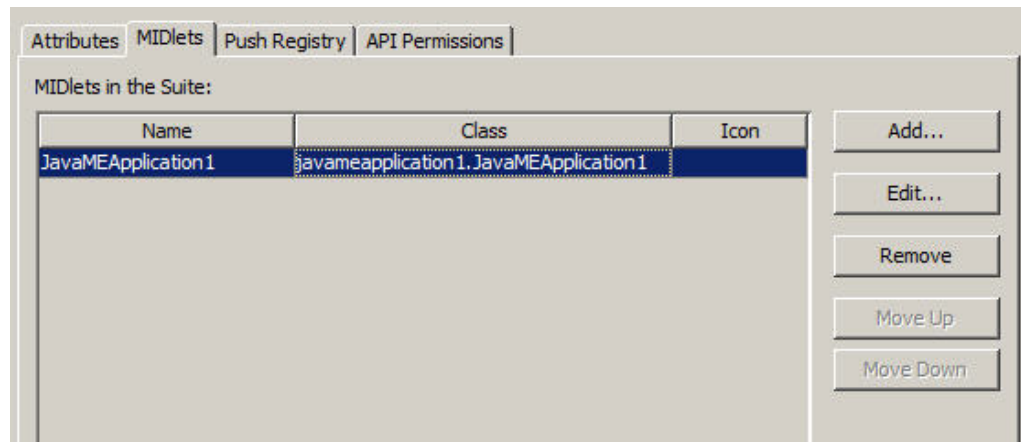 Attributes MIDlets Push Registry API Permissions
MIDlets in the Suite:
Name Class Icon
JavaMEApplication1 javameapplication1.JavaMEApplication1
Add...
Edit...
Remove
Move Up
Move Down